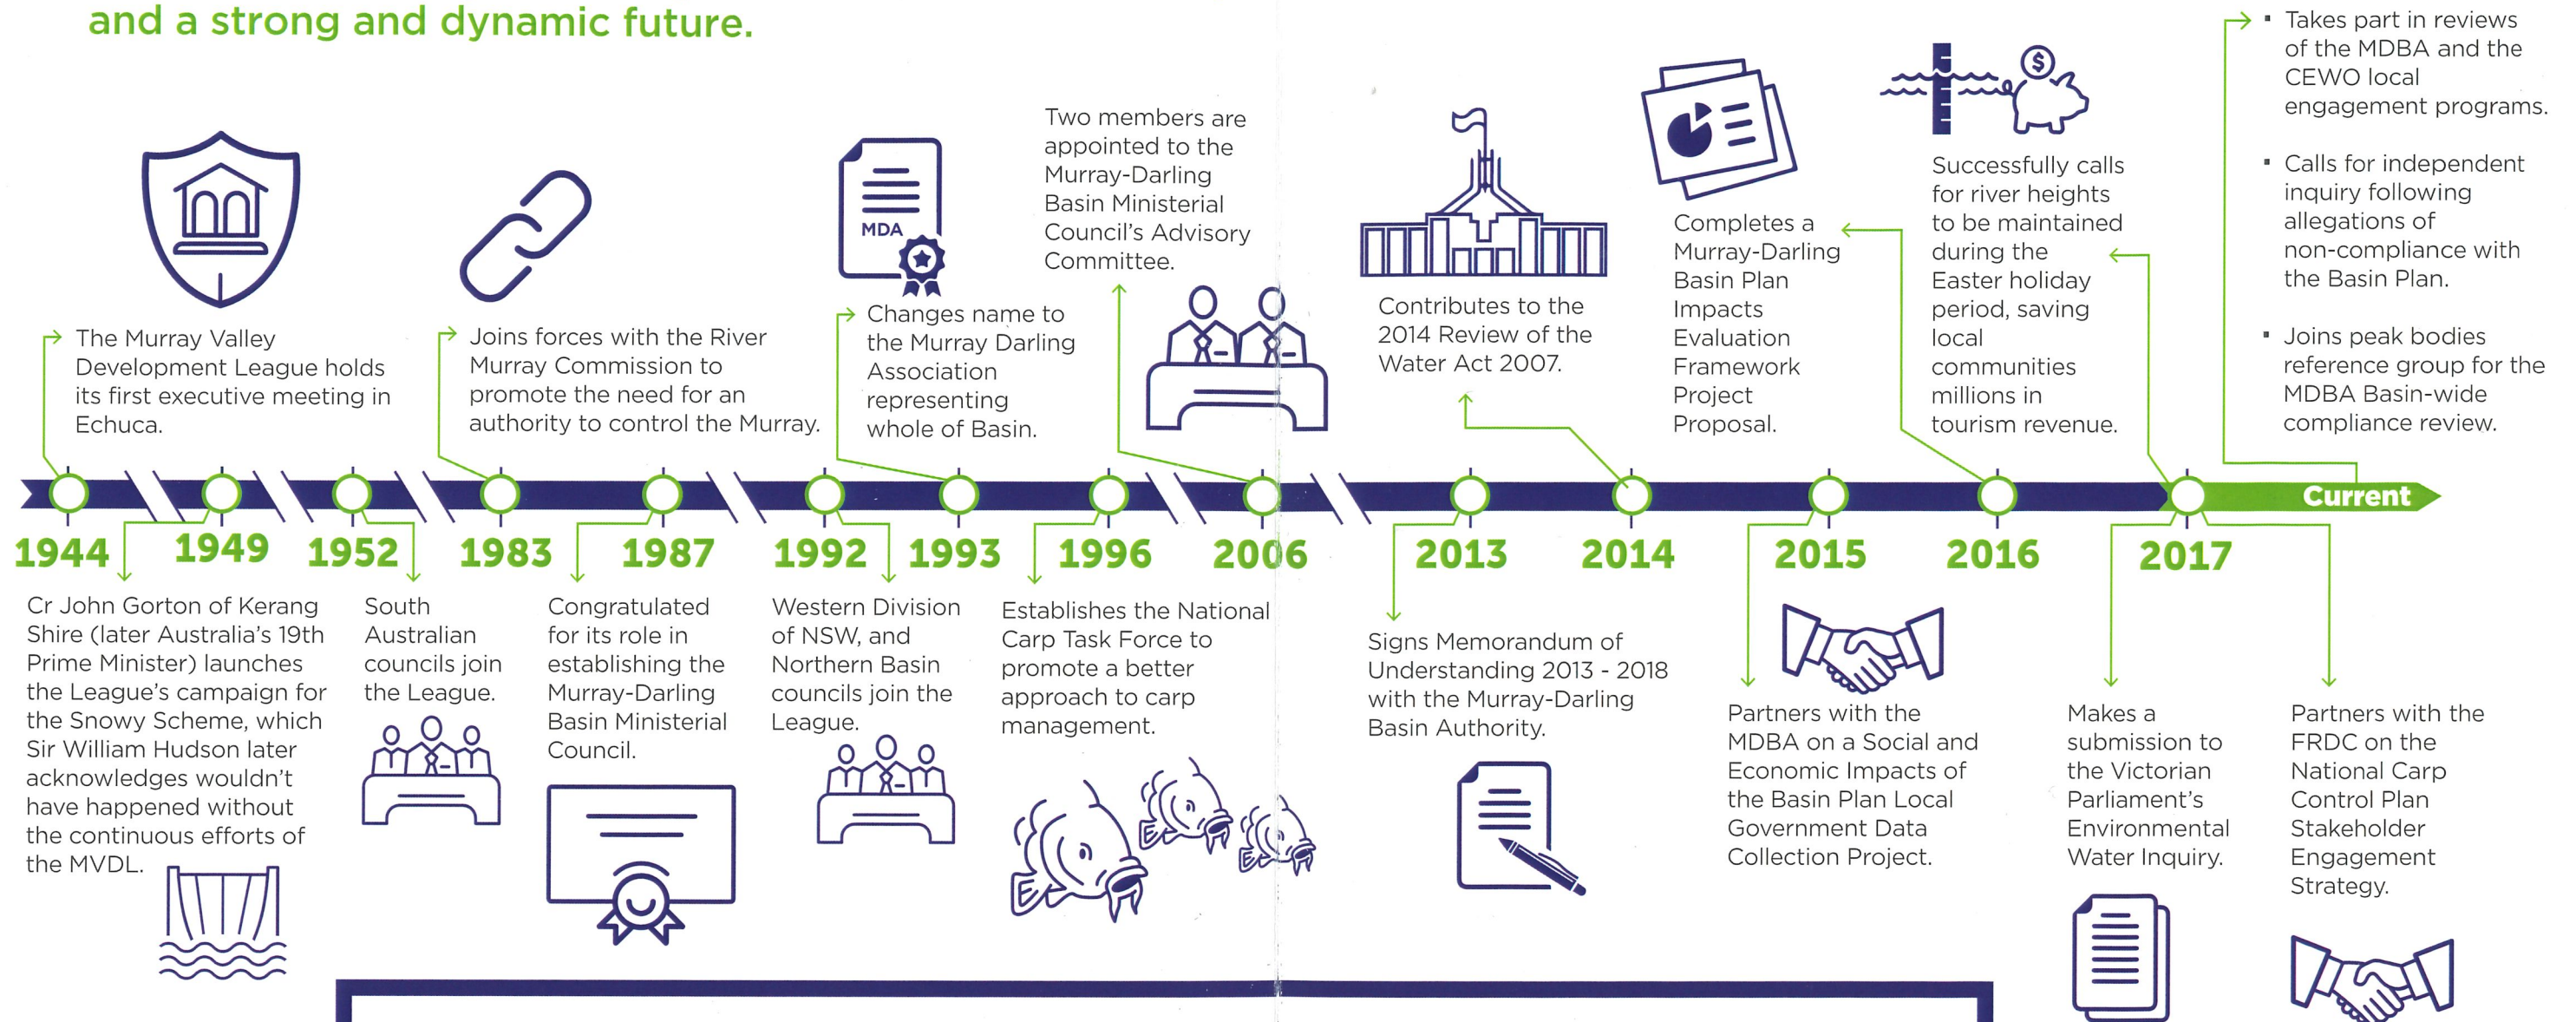 and a strong and dynamic future.
The Murray Valley
Development League holds
its first executive meeting in
Echuca.
Joins forces with the River
Murray Commission to
promote the need for an
authority to control the Murray.
MDA
Changes name to
the Murray Darling
Association
representing
whole of Basin.
Two members are
appointed to the
Murray-Darling
Basin Ministerial
Council's Advisory
Committee.
Contributes to the
2014 Review of the
Water Act 2007.
Completes a
Murray-Darling
Basin Plan
Impacts
Evaluation
Framework
Project
Proposal.
$
Successfully calls
for river heights
to be maintained
during the
Easter holiday
period, saving
local
communities
millions in
tourism revenue.
▪ Takes part in reviews
of the MDBA and the
CEWO local
engagement programs.
▪ Calls for independent
inquiry following
allegations of
non-compliance with
the Basin Plan.
▪ Joins peak bodies
reference group for the
MDBA Basin-wide
compliance review.
Current
1944 1949 1952 1983 1987 1992 1993 1996 2006 2013 2014 2015 2016 2017
Cr John Gorton of Kerang
Shire (later Australia's 19th
Prime Minister) launches
the League's campaign for
the Snowy Scheme, which
Sir William Hudson later
acknowledges wouldn't
have happened without
the continuous efforts of
the MVDL.
South
Australian
councils join
the League.
Congratulated
for its role in
establishing the
Murray-Darling
Basin Ministerial
Council.
Western Division
of NSW, and
Northern Basin
councils join the
League.
Establishes the National
Carp Task Force to
promote a better
approach to carp
management.
Signs Memorandum of
Understanding 2013 - 2018
with the Murray-Darling
Basin Authority.
Partners with the
MDBA on a Social and
Economic Impacts of
the Basin Plan Local
Government Data
Collection Project.
Makes a
submission to
the Victorian
Parliament's
Environmental
Water Inquiry.
Partners with the
FRDC on the
National Carp
Control Plan
Stakeholder
Engagement
Strategy.